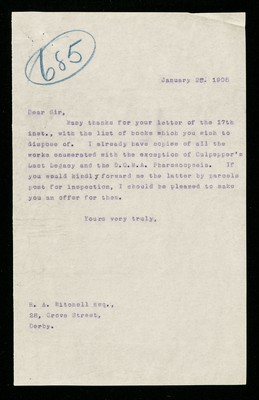 685
January 22. 1908
Dear Sir,
Many thanks for your letter of the 17th
inst., with the list of books which you wish to
dispose of. I already have copies of all the
works enumerated with the exception of Culpepper's
Last Legacy and the Pharmacopoeia. If
you would kindly forward me the latter by parcels
post for inspection, I should be pleased to make
you an offer for them.
Yours very truly,
Mitchell Esq.,
Grove Street,
Derby.